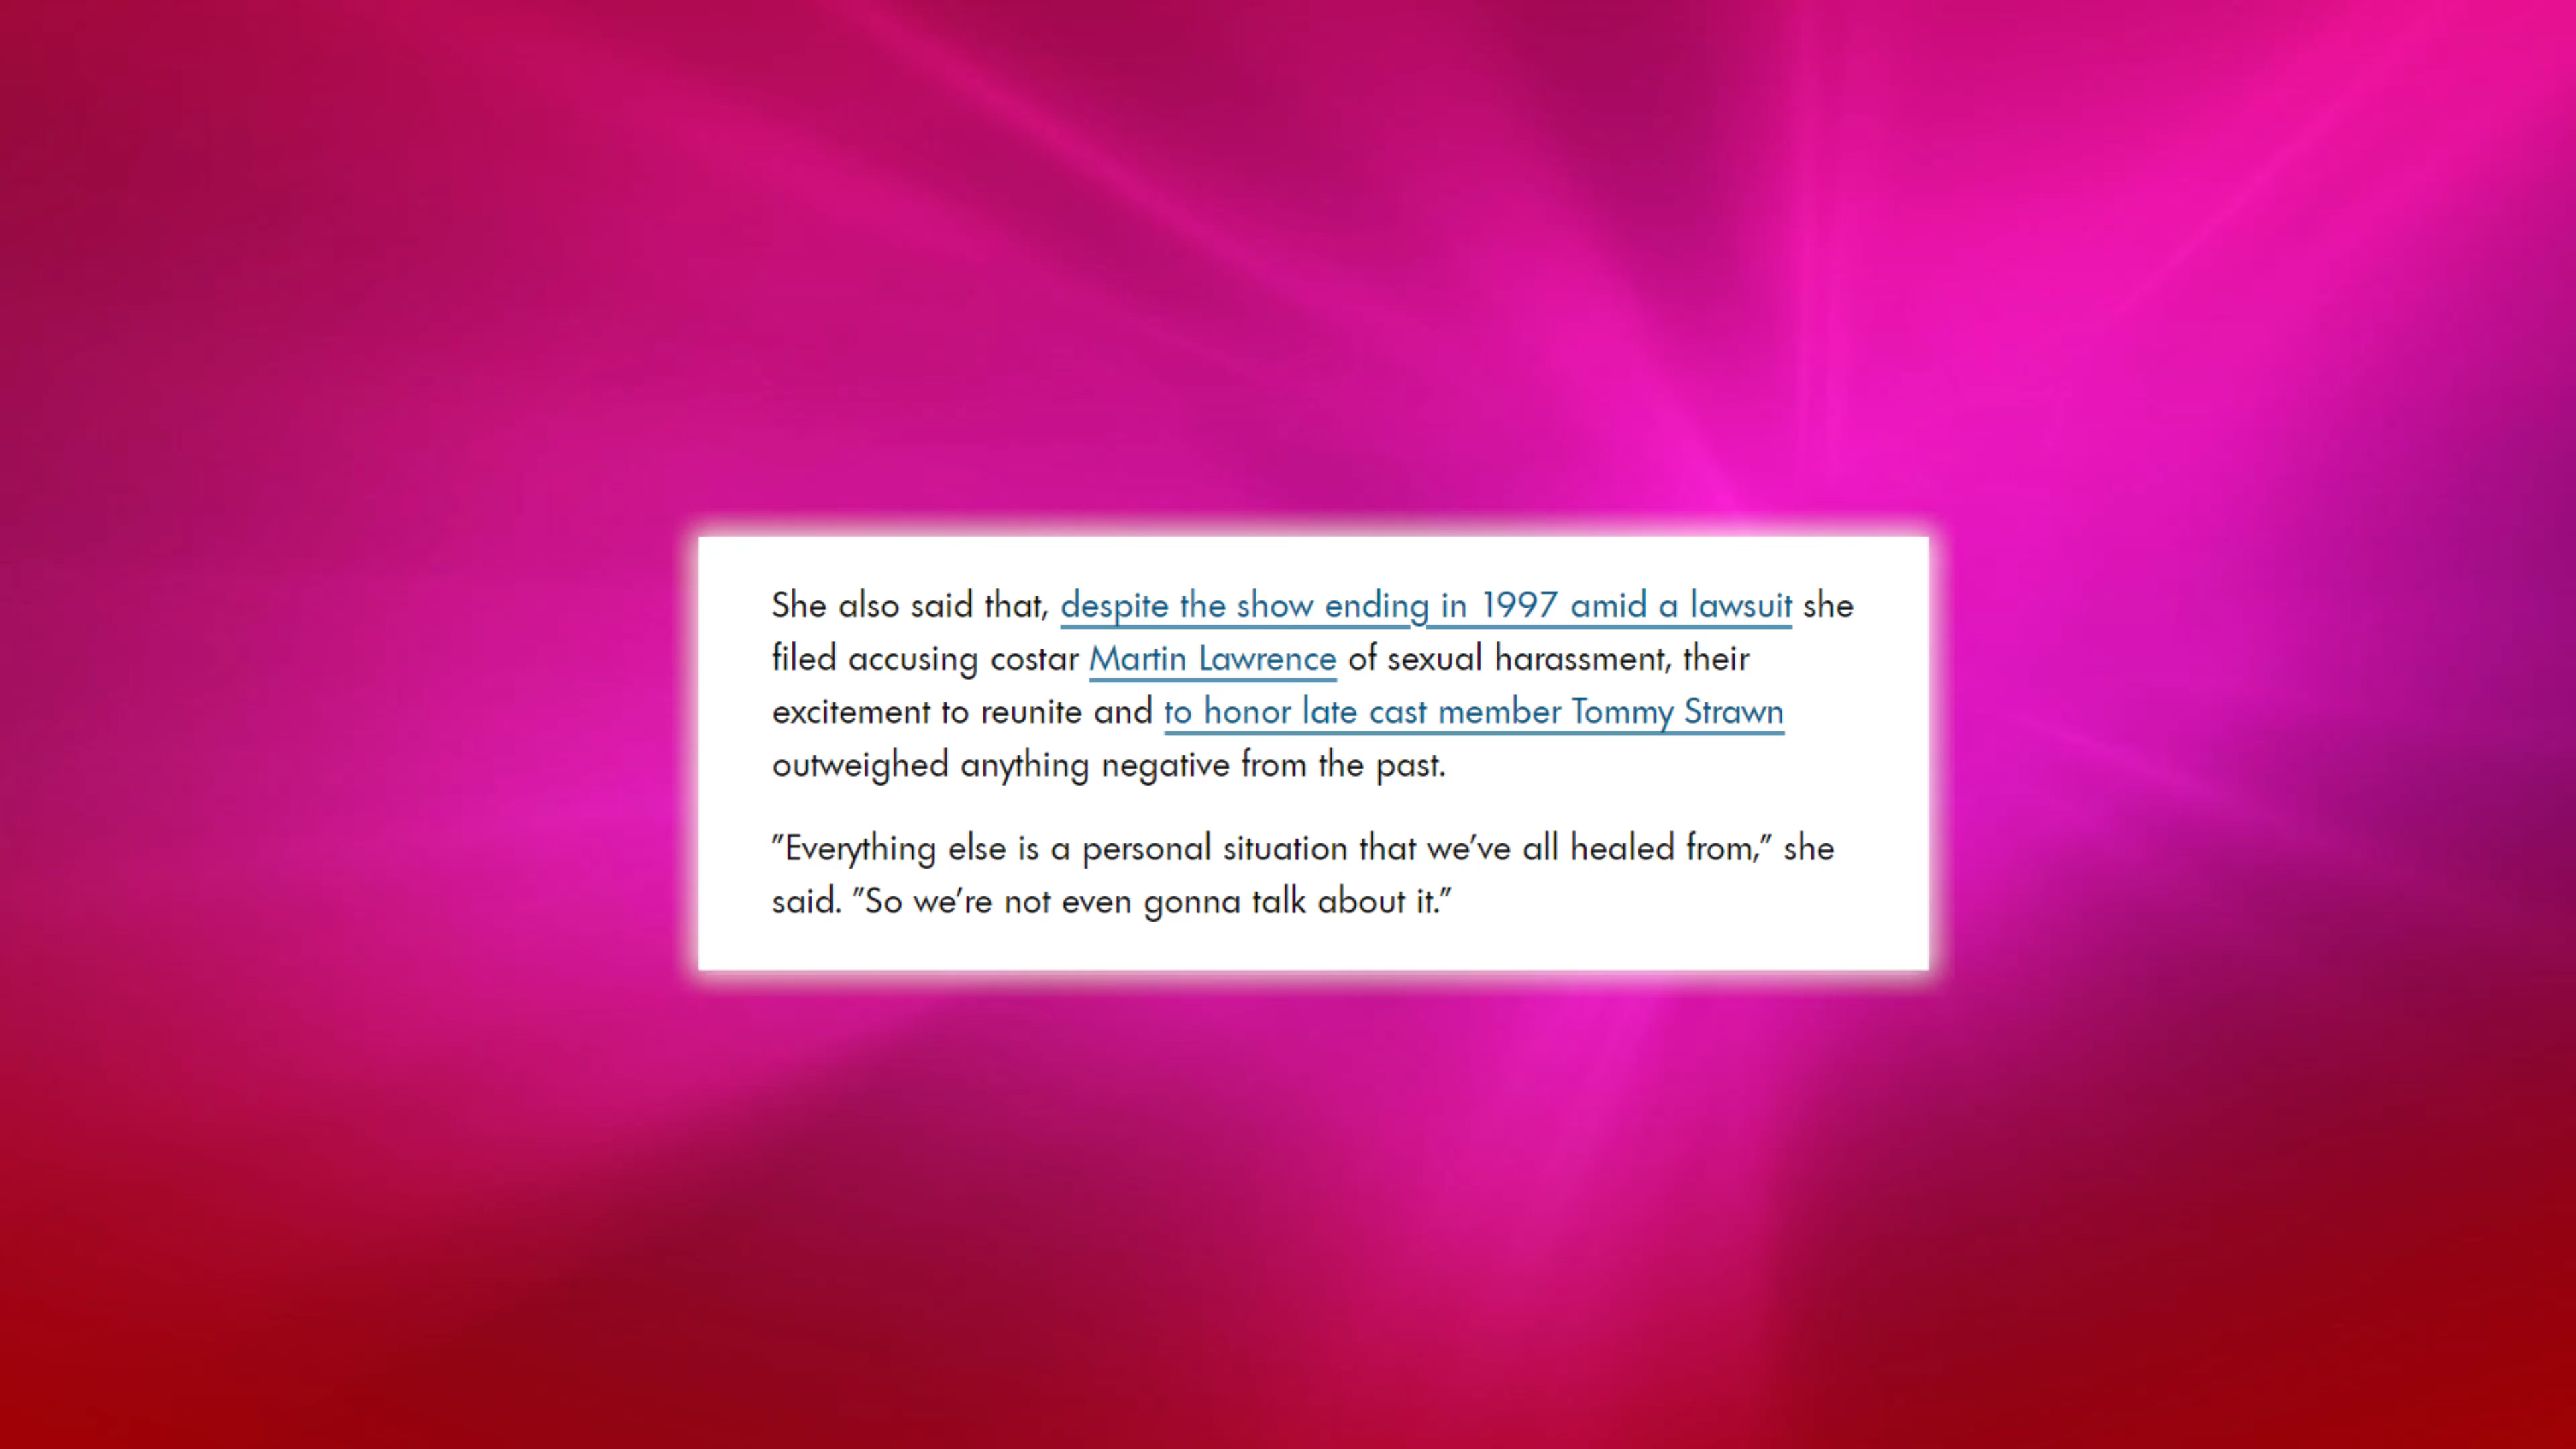 She also said that, despite the show ending in 1997 amid a lawsuit she
filed accusing costar Martin Lawrence of sexual harassment, their
excitement to reunite and to honor late cast member Tommy Strawn
outweighed anything negative from the past.
”Everything else is a personal situation that we’ve all healed from,” she
said. ”So we’re not even gonna talk about it.”